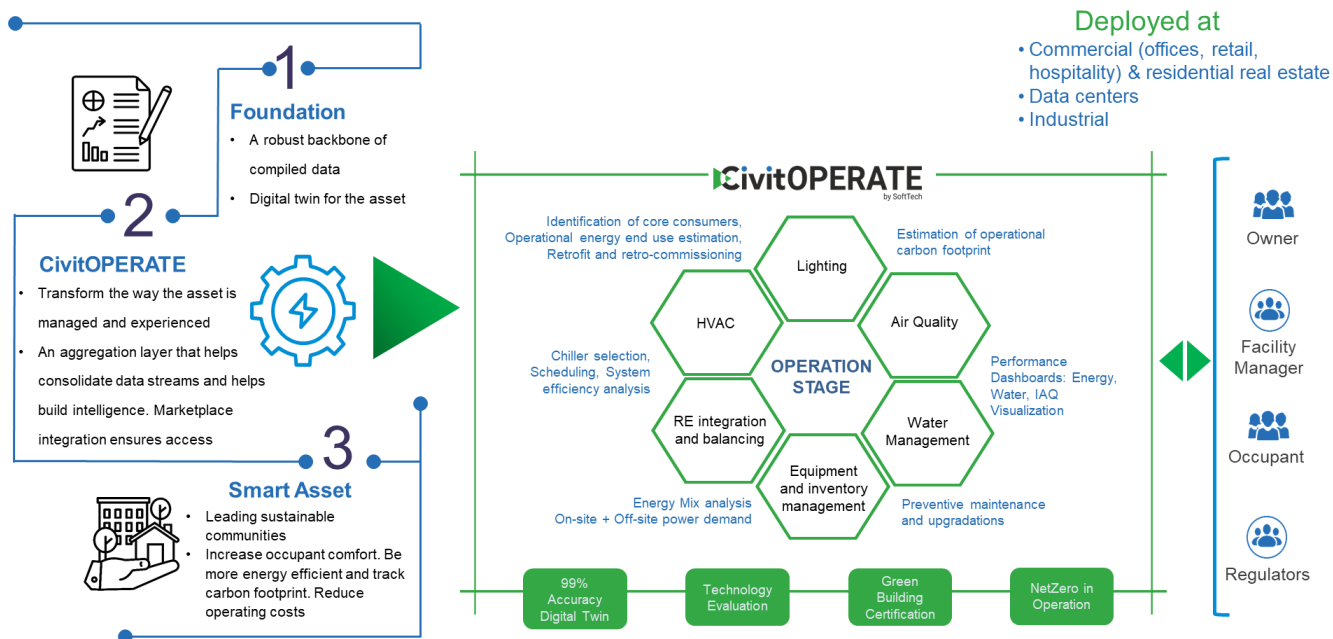 1
Foundation
• A robust backbone of
compiled data
• Digital twin for the asset
2
CivitOPERATE
• Transform the way the asset is
managed and experienced
• An aggregation layer that helps
consolidate data streams and helps
build intelligence. Marketplace
integration ensures access
3
Smart Asset
• Leading sustainable
communities
• Increase occupant comfort. Be
more energy efficient and track
carbon footprint. Reduce
operating costs
Deployed at
• Commercial (offices, retail,
hospitality) & residential real estate
• Data centers
• Industrial
CivitOPERATE
by SoftTech
Identification of core consumers,
Operational energy end use estimation,
Retrofit and retro-commissioning
Estimation of operational
carbon footprint
Lighting
HVAC
Air Quality
Chiller selection,
Scheduling, System
efficiency analysis
OPERATION
STAGE
Performance
Dashboards: Energy,
Water, IAQ
Visualization
RE integration
and balancing
Water
Management
Equipment
and inventory
management
Energy Mix analysis
On-site + Off-site power demand
Preventive maintenance
and upgradations
99%
Accuracy
Digital Twin
Technology
Evaluation
Green
Building
Certification
NetZero in
Operation
Owner
Facility
Manager
Occupant
Regulators